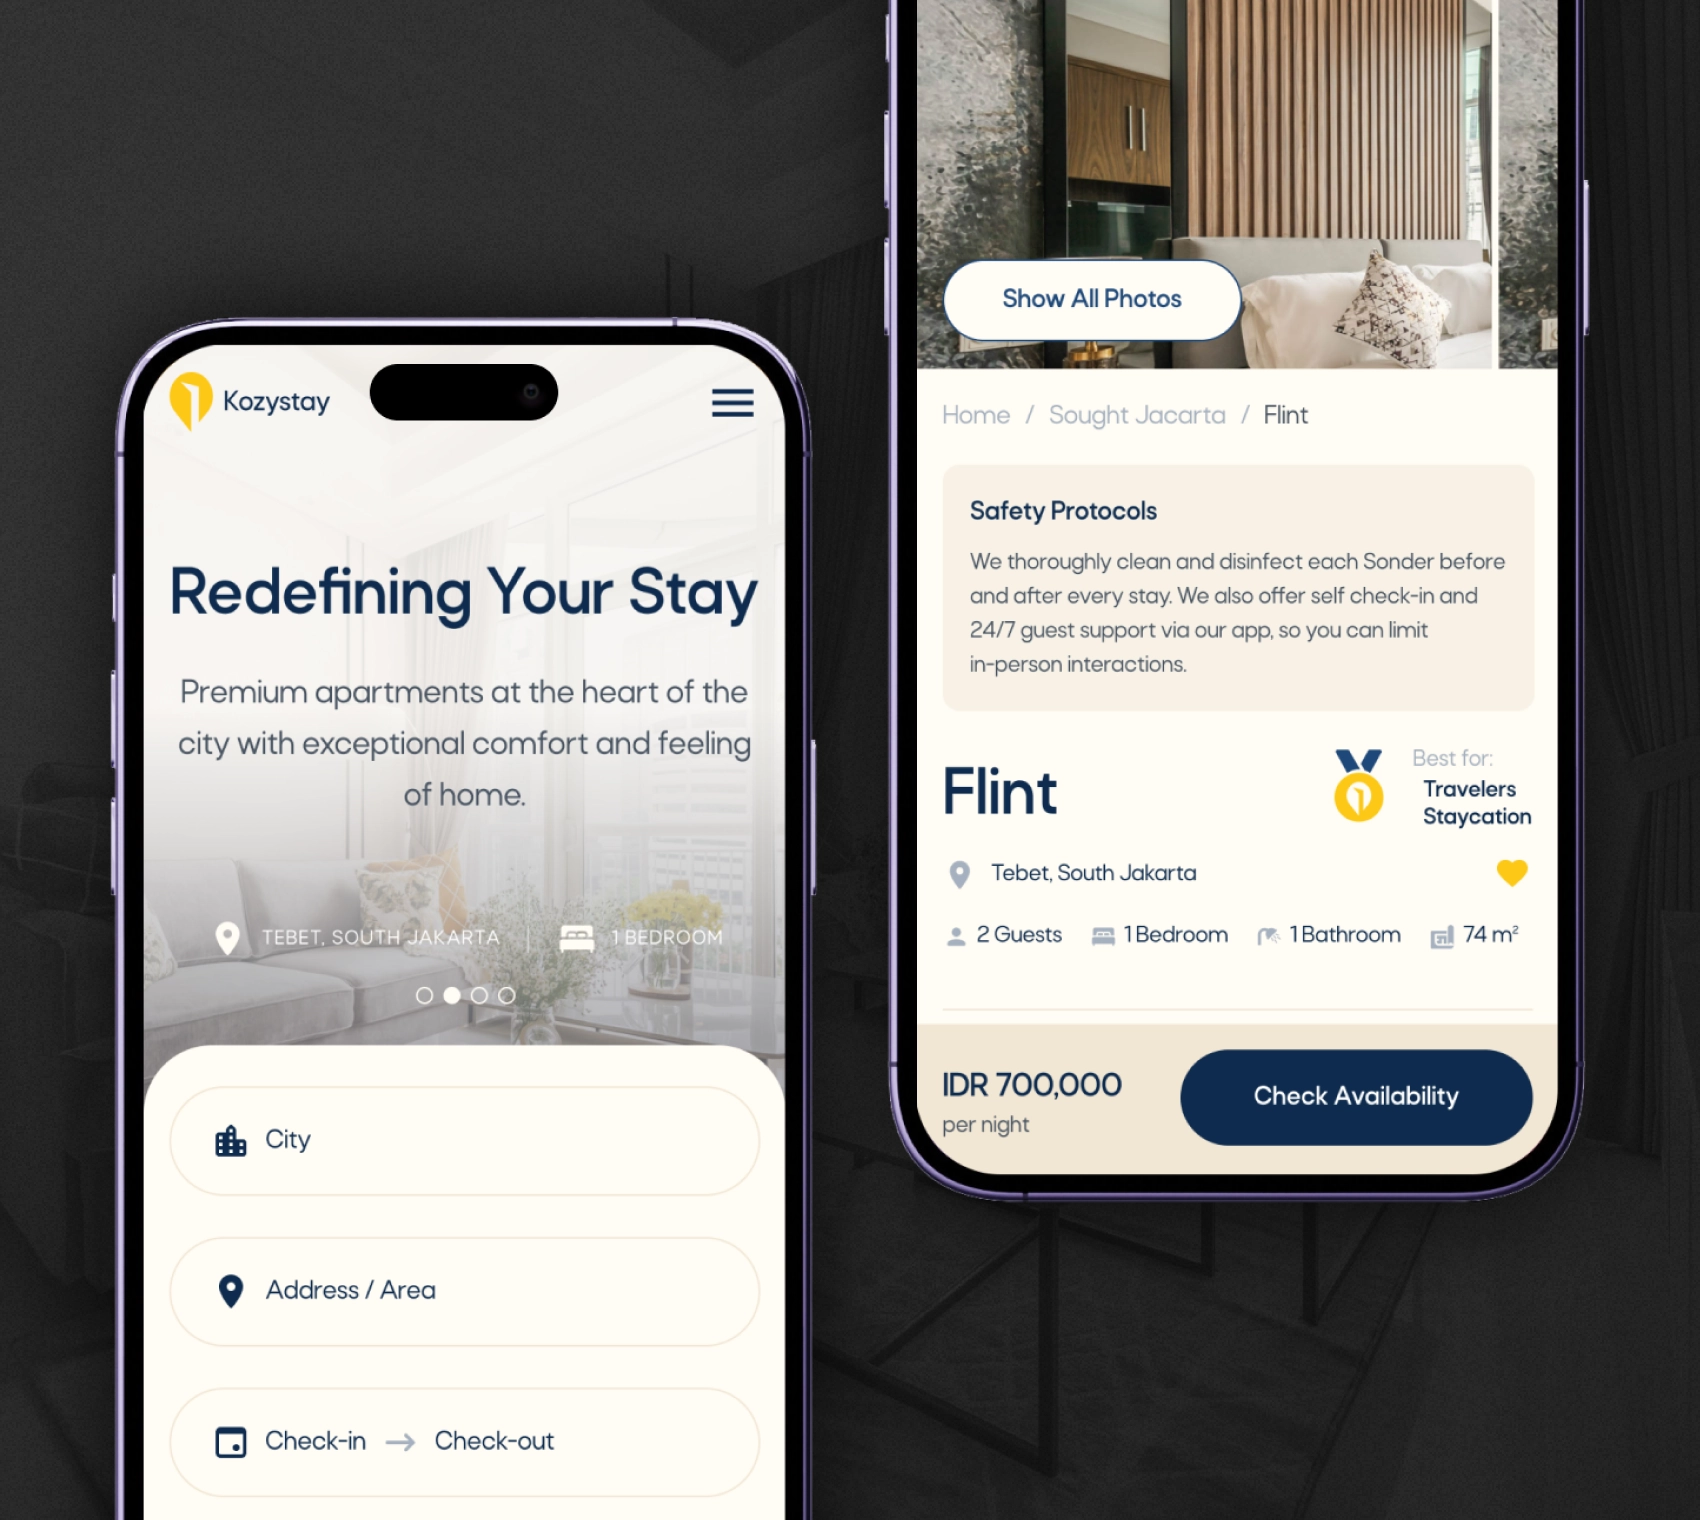 Kozystay
Redefining Your Stay
Premium apartments at the heart of the
city with exceptional comfort and feeling
of home.
TEBET, SOUTH JAKARTA | 1 BEDROOM
City
Address / Area
Check-in → Check-out
Show All Photos
Home / Sought Jacarta / Flint
Safety Protocols
We thoroughly clean and disinfect each Sonder before
and after every stay. We also offer self check-in and
24/7 guest support via our app, so you can limit
in-person interactions.
Flint
Best for:
Travelers
Staycation
Tebet, South Jakarta
2 Guests 1 Bedroom 1 Bathroom 74 m²
IDR 700,000
per night
Check Availability